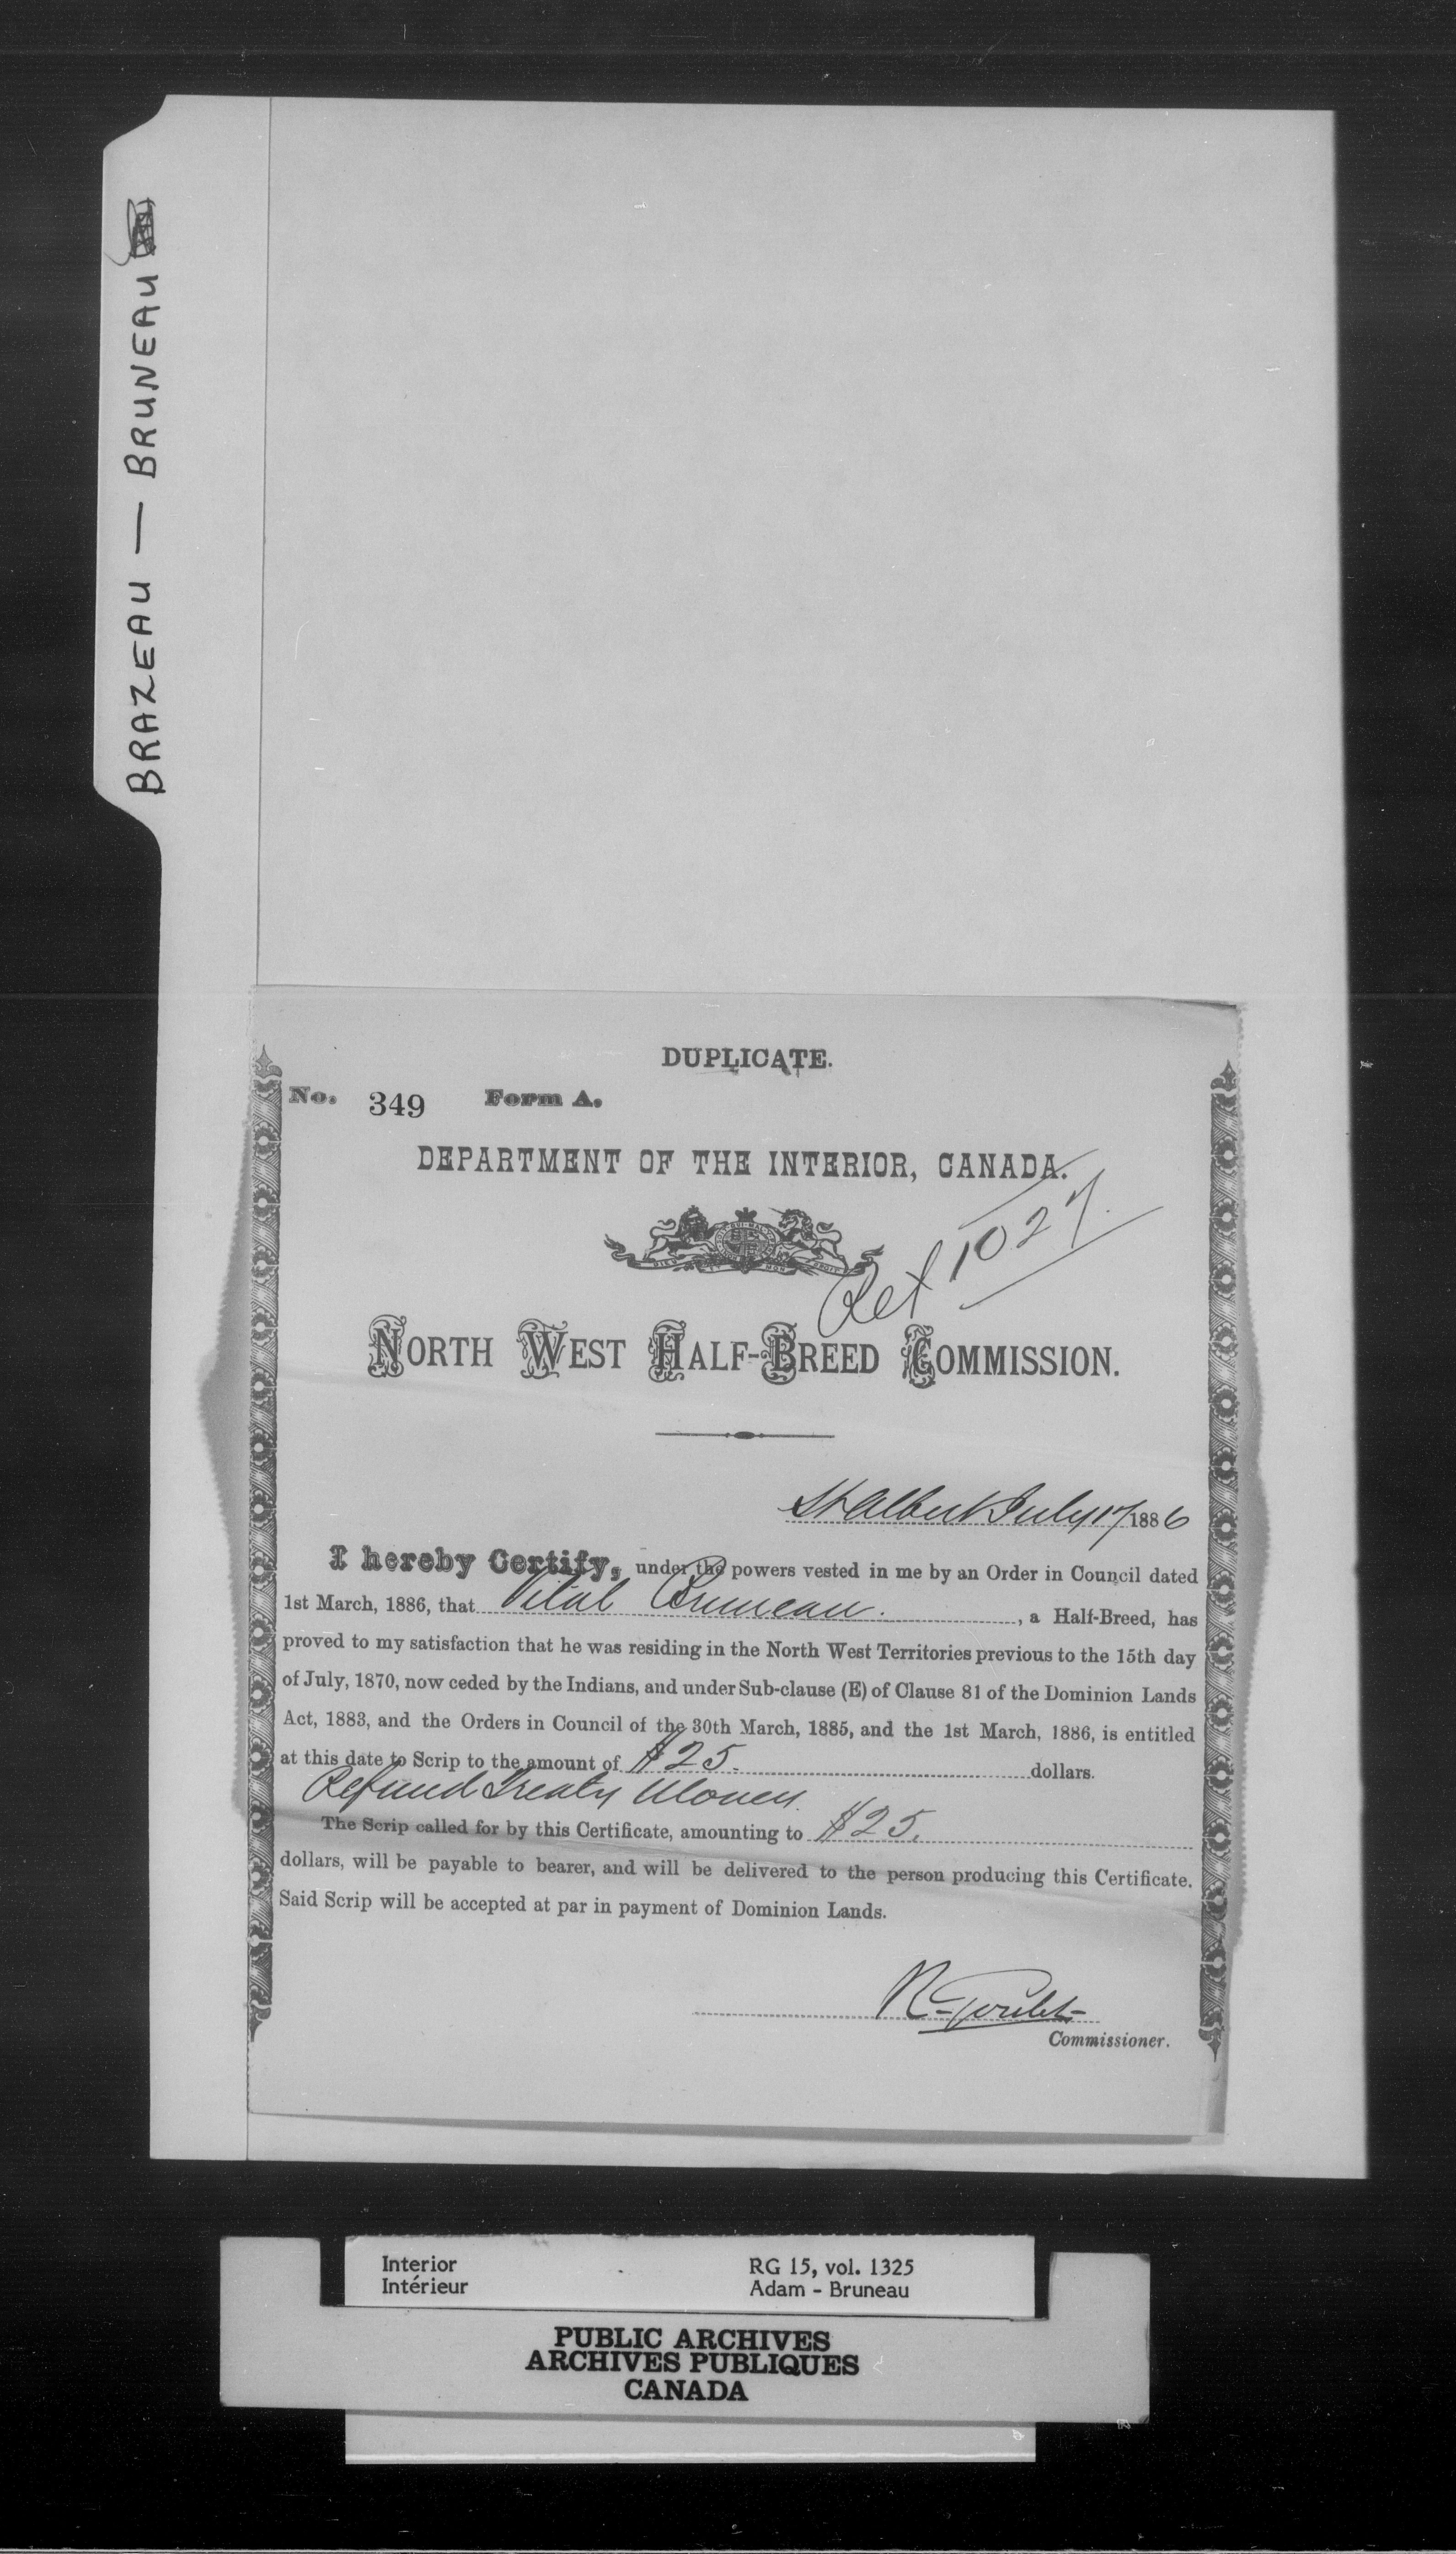 BRAZEAU — BRUNEAU
DUPLICATE.
No. 349 Form A.
DEPARTMENT OF THE INTERIOR, CANADA.
Ret 1027.
NORTH WEST HALF-BREED COMMISSION.
St Albert July 17/1886
I hereby Certify, under the powers vested in me by an Order in Council dated
1st March, 1886, that Vital Bruneau. , a Half-Breed, has
proved to my satisfaction that he was residing in the North West Territories previous to the 15th day
of July, 1870, now ceded by the Indians, and under Sub-clause (E) of Clause 81 of the Dominion Lands
Act, 1883, and the Orders in Council of the 30th March, 1885, and the 1st March, 1886, is entitled
at this date to Scrip to the amount of $25. dollars.
Refund Treaty Money.
The Scrip called for by this Certificate, amounting to $25.
dollars, will be payable to bearer, and will be delivered to the person producing this Certificate.
Said Scrip will be accepted at par in payment of Dominion Lands.
R Goulet
Commissioner.
Interior RG 15, vol. 1325
Intérieur Adam - Bruneau
PUBLIC ARCHIVES
ARCHIVES PUBLIQUES
CANADA